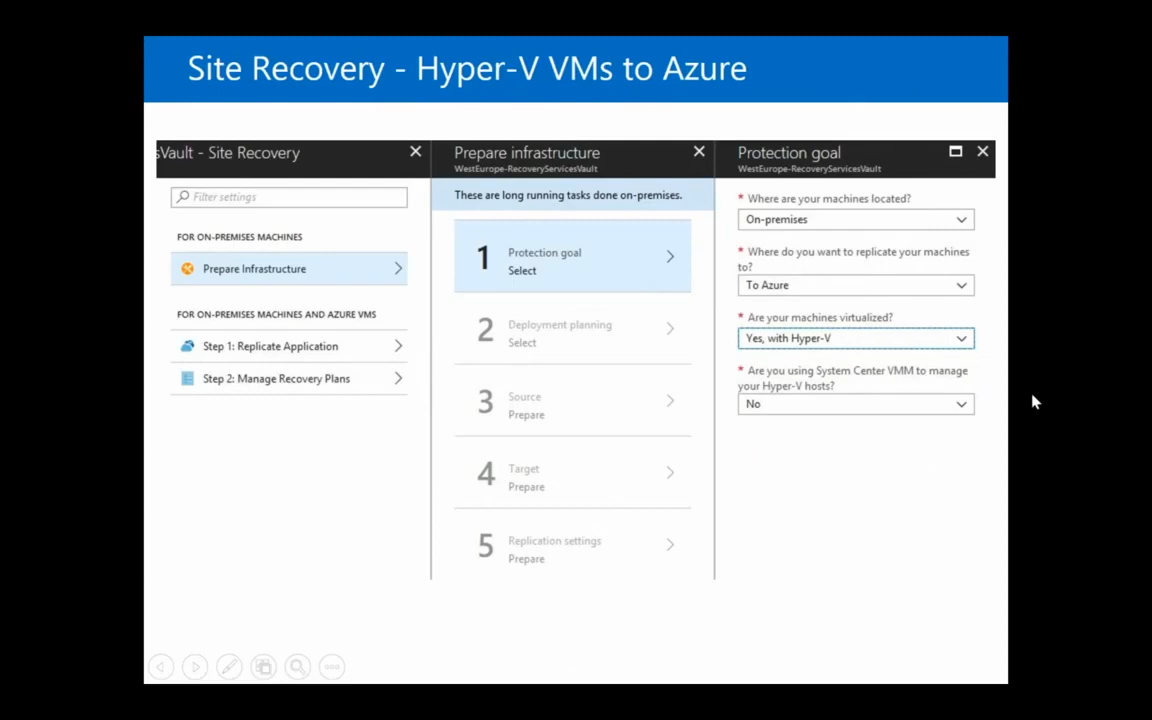 Site Recovery - Hyper-V VMs to Azure
sVault - Site Recovery
Filter settings
FOR ON-PREMISES MACHINES
Prepare Infrastructure
FOR ON-PREMISES MACHINES AND AZURE VMS
Step 1: Replicate Application
Step 2: Manage Recovery Plans
Prepare infrastructure
WestEurope-RecoveryServicesVault
These are long running tasks done on-premises.
1
Protection goal
Select
2
Deployment planning
Select
3
Source
Prepare
4
Target
Prepare
5
Replication settings
Prepare
Protection goal
WestEurope-RecoveryServicesVault
* Where are your machines located?
On-premises
* Where do you want to replicate your machines
to?
To Azure
* Are your machines virtualized?
Yes, with Hyper-V
* Are you using System Center VMM to manage
your Hyper-V hosts?
No